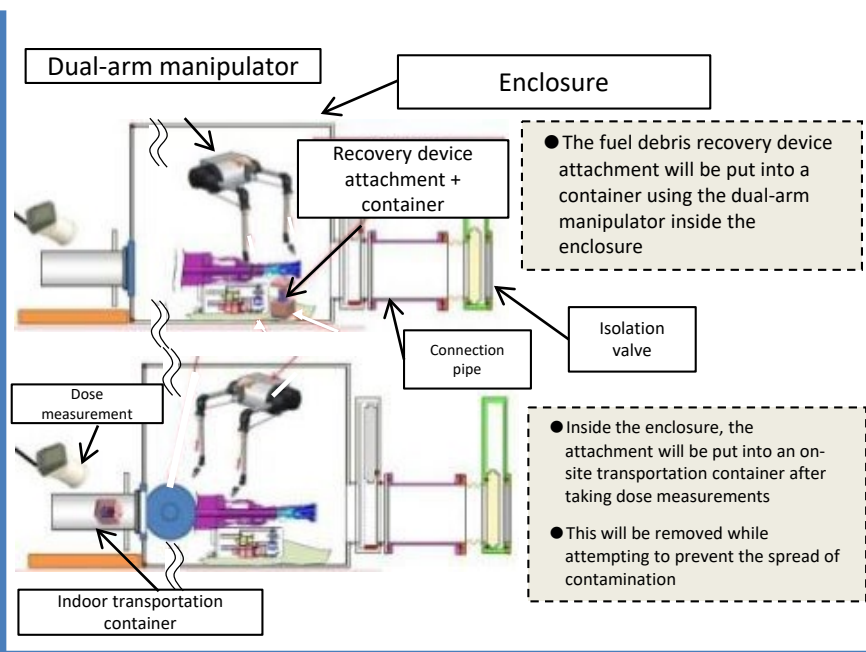 Dual-arm manipulator
Enclosure
Recovery device
attachment +
container
● The fuel debris recovery device
attachment will be put into a
container using the dual-arm
manipulator inside the
enclosure
Isolation
valve
Connection
pipe
Dose
measurement
● Inside the enclosure, the
attachment will be put into an on-
site transportation container after
taking dose measurements
● This will be removed while
attempting to prevent the spread of
contamination
Indoor transportation
container